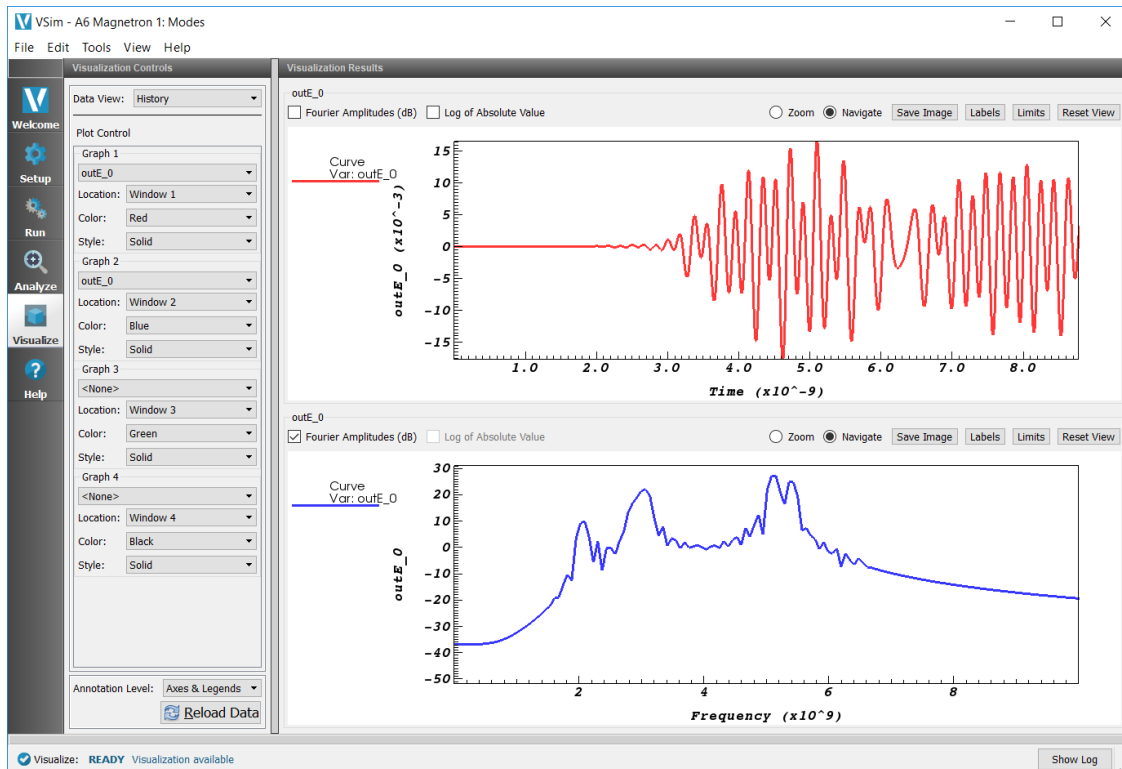 VSim - A6 Magnetron 1: Modes
File Edit Tools View Help
Visualization Controls
Visualization Results
Welcome
Setup
Run
Analyze
Visualize
Help
Data View: History
Plot Control
Graph 1
outE_0
Location: Window 1
Color: Red
Style: Solid
Graph 2
outE_0
Location: Window 2
Color: Blue
Style: Solid
Graph 3
<None>
Location: Window 3
Color: Green
Style: Solid
Graph 4
<None>
Location: Window 4
Color: Black
Style: Solid
Annotation Level: Axes & Legends
Reload Data
outE_0
Fourier Amplitudes (dB) Log of Absolute Value Zoom Navigate Save Image Labels Limits Reset View
Curve
Var: outE_0
outE_0 (x10^-3)
15
10
5
0
-5
-10
-15
1.0 2.0 3.0 4.0 5.0 6.0 7.0 8.0
Time (x10^-9)
outE_0
Fourier Amplitudes (dB) Log of Absolute Value Zoom Navigate Save Image Labels Limits Reset View
Curve
Var: outE_0
outE_0
30
20
10
0
-10
-20
-30
-40
-50
2 4 6 8
Frequency (x10^9)
Visualize: READY Visualization available
Show Log